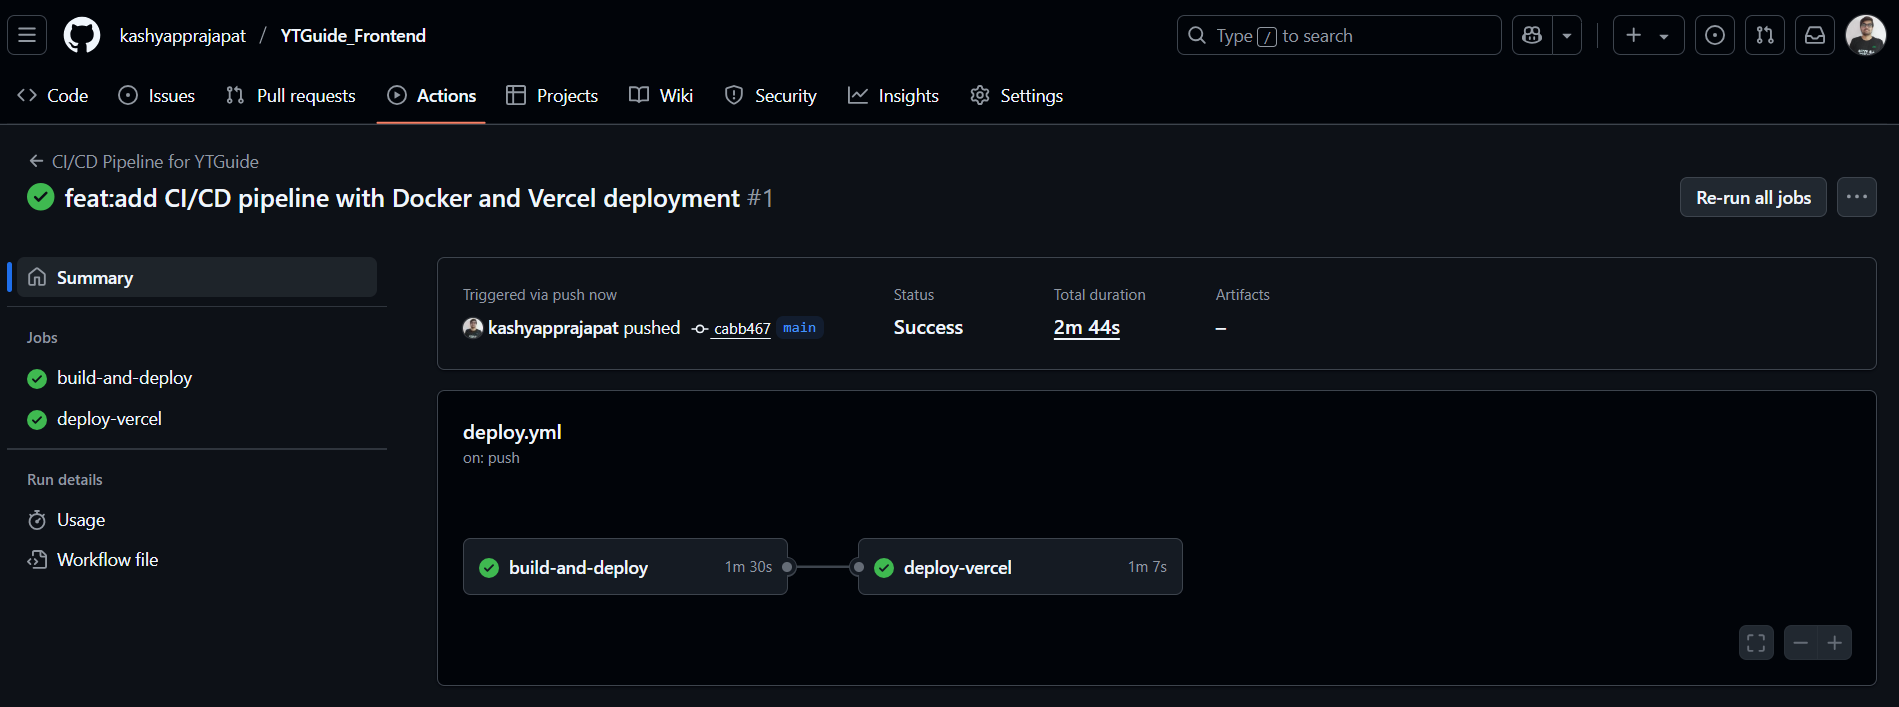 kashyapprajapat / YTGuide_Frontend
Type / to search
Code
Issues
Pull requests
Actions
Projects
Wiki
Security
Insights
Settings
CI/CD Pipeline for YTGuide
feat:add CI/CD pipeline with Docker and Vercel deployment #1
Re-run all jobs
Summary
Jobs
build-and-deploy
deploy-vercel
Run details
Usage
Workflow file
Triggered via push now
kashyapprajapat pushed cabb467 main
Status
Success
Total duration
2m 44s
Artifacts
–
deploy.yml
on: push
build-and-deploy 1m 30s
deploy-vercel 1m 7s